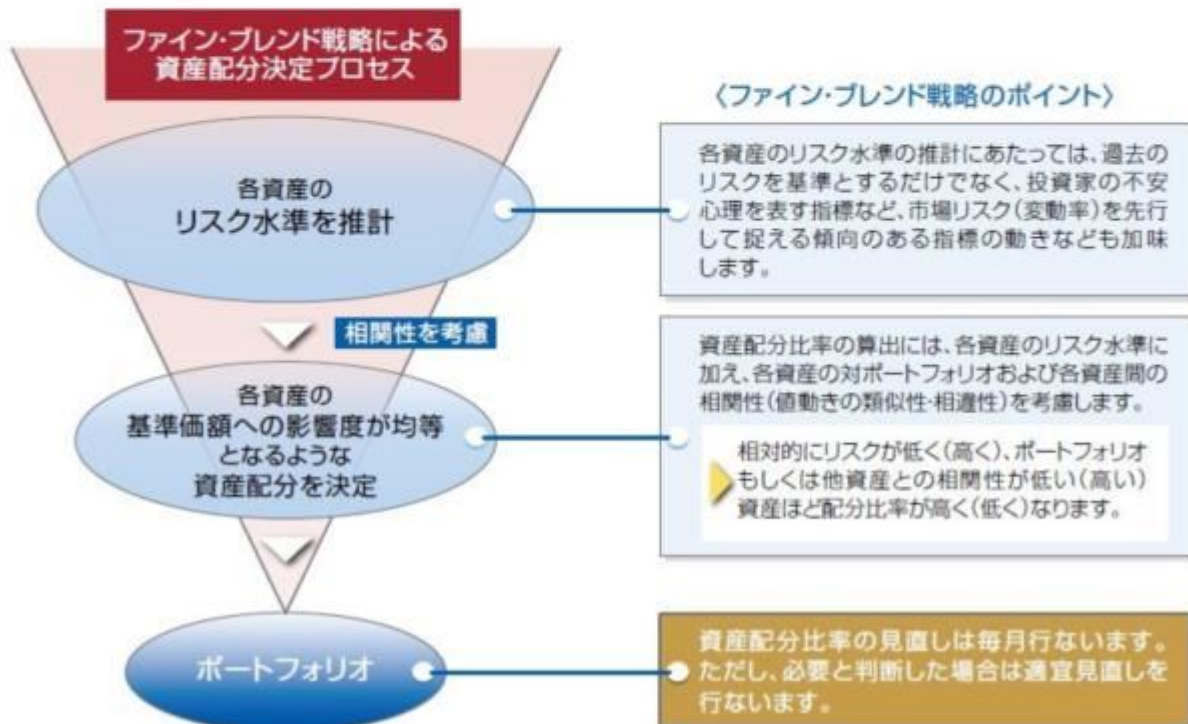 ファイン・ブレンド戦略による
資産配分決定プロセス
〈ファイン・ブレンド戦略のポイント〉
各資産の
リスク水準を推計
各資産のリスク水準の推計にあたっては、過去の
リスクを基準とするだけでなく、投資家の不安
心理を表す指標など、市場リスク(変動率)を先行
して捉える傾向のある指標の動きなども加味
します。
相関性を考慮
各資産の
基準価額への影響度が均等
となるような
資産配分を決定
資産配分比率の算出には、各資産のリスク水準に
加え、各資産の対ポートフォリオおよび各資産間の
相関性(値動きの類似性・相違性)を考慮します。
相対的にリスクが低く(高く)、ポートフォリオ
もしくは他資産との相関性が低い(高い)
資産ほど配分比率が高く(低く)なります。
ポートフォリオ
資産配分比率の見直しは毎月行ないます。
ただし、必要と判断した場合は適宜見直しを
行ないます。